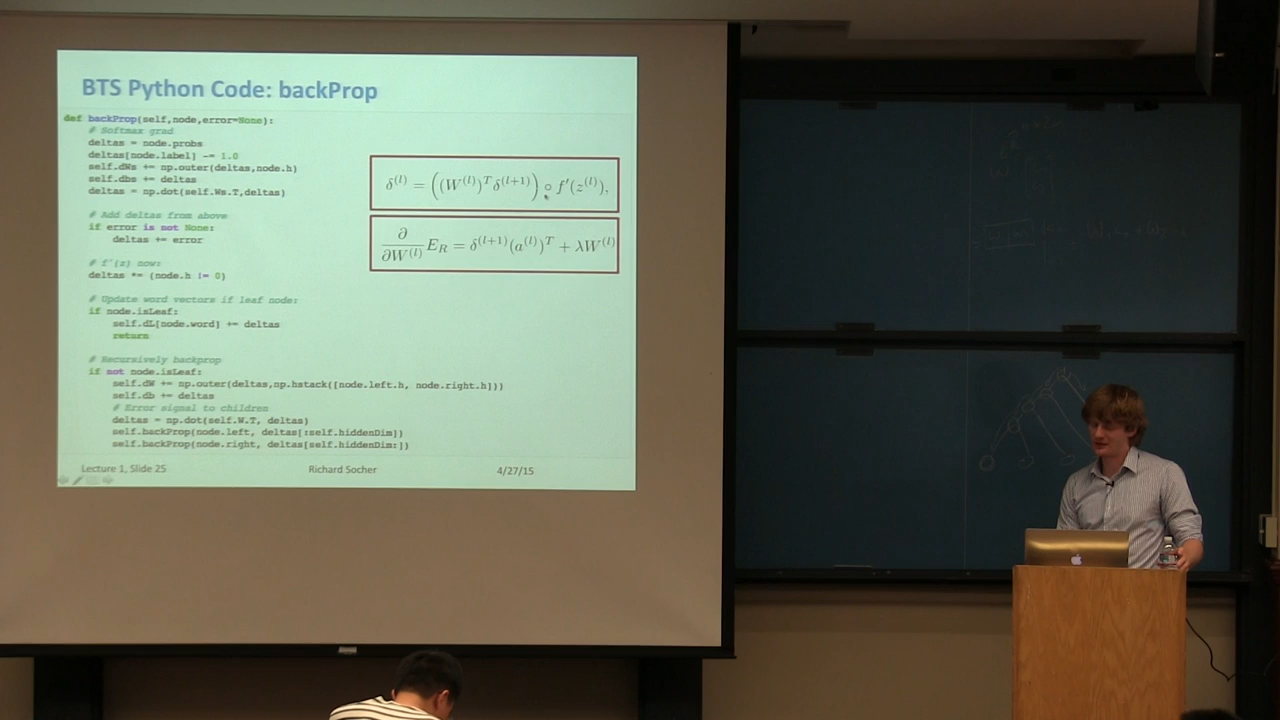 BTS Python Code: backProp
def backProp(self,node,error=None):
# Softmax grad
deltas = node.probs
deltas[node.label] -= 1.0
self.dWs += np.outer(deltas,node.h)
self.dbs += deltas
deltas = np.dot(self.Ws.T,deltas)
# Add deltas from above
if error is not None:
deltas += error
# f'(z) now:
deltas *= (node.h != 0)
# Update word vectors if leaf node:
if node.isLeaf:
self.dL[node.word] += deltas
return
# Recursively backprop
if not node.isLeaf:
self.dW += np.outer(deltas,np.hstack([node.left.h, node.right.h]))
self.db += deltas
# Error signal to children
deltas = np.dot(self.W.T, deltas)
self.backProp(node.left, deltas[:self.hiddenDim])
self.backProp(node.right, deltas[self.hiddenDim:])
δ^(l) = ((W^(l))^T δ^(l+1)) ∘ f'(z^(l)),
∂/∂W^(l) E_R = δ^(l+1)(a^(l))^T + λW^(l)
Lecture 1, Slide 25 Richard Socher 4/27/15